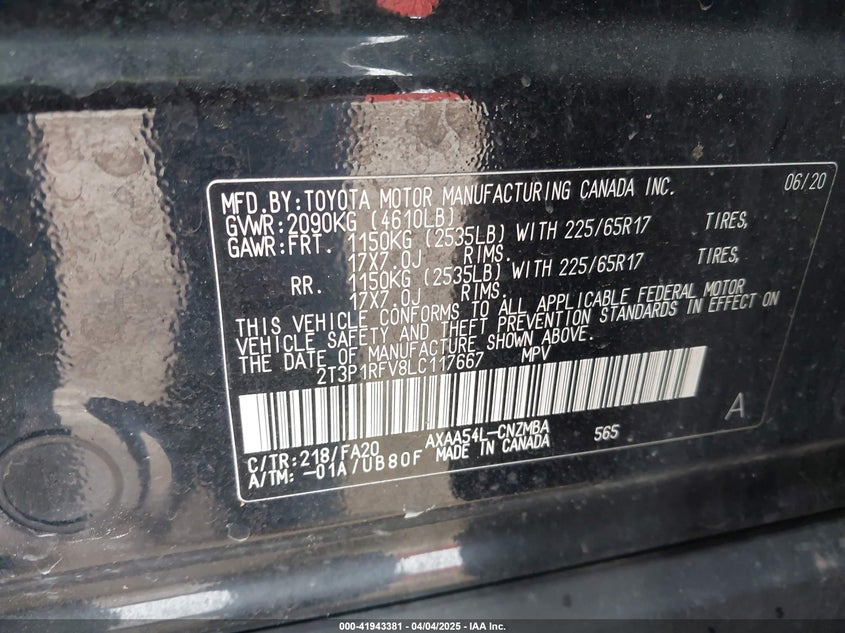 06/20
MFD.BY:TOYOTA MOTOR MANUFACTURING CANADA INC.
GVWR:2090KG (4610LB)
GAWR:FRT. 1150KG (2535LB) WITH 225/65R17 TIRES,
17X7.0J RIMS.
RR. 1150KG (2535LB) WITH 225/65R17 TIRES,
17X7.0J RIMS.
THIS VEHICLE CONFORMS TO ALL APPLICABLE FEDERAL MOTOR
VEHICLE SAFETY AND THEFT PREVENTION STANDARDS IN EFFECT ON
THE DATE OF MANUFACTURE SHOWN ABOVE.
2T3P1RFV8LC117667 MPV
A
C/TR:218/FA20 AXAA54L-CNZMBA 565
A/TM: -01A/UB80F MADE IN CANADA
000-41943381 - 04/04/2025 - IAA Inc.